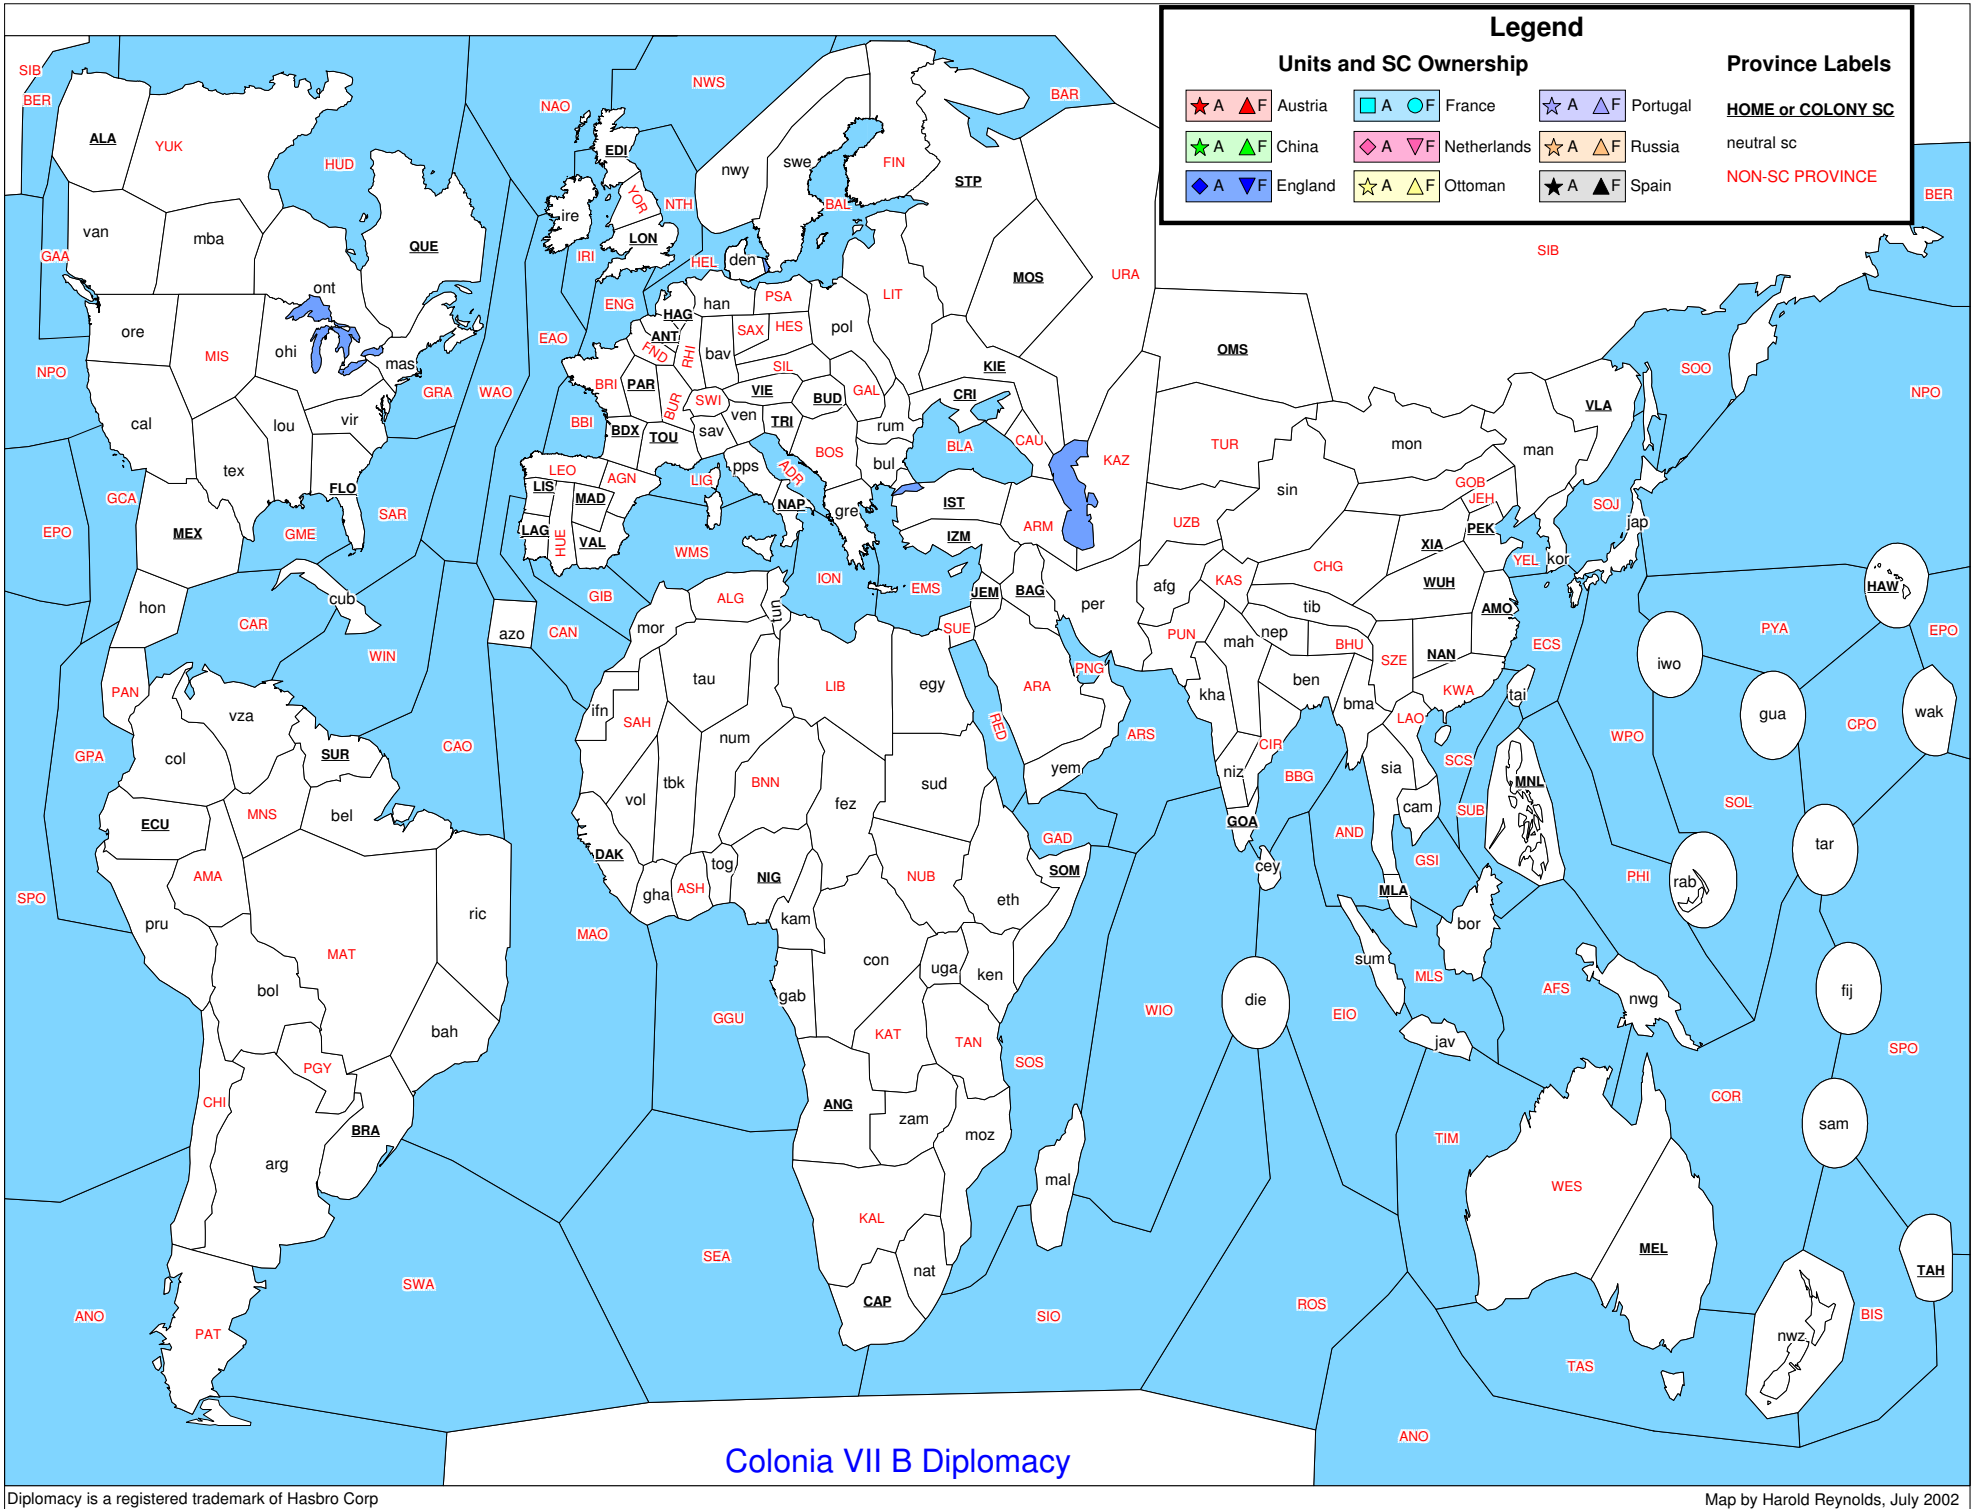 Legend
Units and SC Ownership
Province Labels
A F Austria
A F France
A F Portugal
HOME or COLONY SC
A F China
A F Netherlands
A F Russia
neutral sc
A F England
A F Ottoman
A F Spain
NON-SC PROVINCE
SIB
BER
ALA
YUK
HUD
NAO
NWS
BAR
EDI
YOR
NTH
nwy
swe
FIN
STP
BAL
BER
SIB
van
mba
QUE
GAA
ire
LON
IRI
HEL
den
MOS
URA
LIT
ont
ENG
HAG
han
PSA
ore
MIS
ohi
mas
EAO
ANT
FND
RHI
SAX
HES
pol
bav
OMS
NPO
GRA
WAO
BRI
PAR
BUR
SWI
SIL
VIE
BUD
GAL
KIE
CRI
SOO
NPO
VLA
cal
lou
vir
BBI
BDX
TOU
sav
ven
TRI
rum
BOS
BLA
CAU
KAZ
TUR
mon
man
tex
FLO
GCA
LEO
AGN
LIG
pps
ADR
bul
LIS
MAD
NAP
gre
IST
sin
GOB
JEH
SOJ
jap
EPO
MEX
GME
SAR
LAG
HUE
VAL
WMS
IZM
ARM
UZB
XIA
PEK
YEL
kor
hon
cub
CAR
WIN
GIB
azo
CAN
ALG
tun
ION
EMS
JEM
BAG
per
afg
KAS
CHG
WUH
tib
AMO
HAW
mor
SUE
PUN
mah
nep
BHU
SZE
NAN
ECS
PYA
EPO
iwo
PAN
vza
ifn
SAH
tau
LIB
egy
ARA
PNG
kha
ben
bma
KWA
tai
LAO
gua
wak
CPO
WPO
GPA
col
SUR
CAO
num
RED
ARS
CIR
SCS
yem
niz
BBG
sia
MNL
vol
tbk
BNN
fez
sud
ECU
MNS
bel
GAD
GOA
AND
cam
SUB
SOL
DAK
tog
NIG
NUB
SOM
cey
GSI
MLA
PHI
rab
tar
SPO
AMA
gha
ASH
eth
pru
ric
MAO
kam
bor
MAT
con
uga
ken
sum
MLS
AFS
nwg
fij
bol
gab
GGU
WIO
die
EIO
jav
SPO
bah
KAT
TAN
SOS
PGY
CHI
ANG
zam
moz
TIM
COR
sam
BRA
arg
mal
WES
KAL
MEL
SEA
SWA
nat
CAP
TAH
ANO
PAT
SIO
ROS
nwz
BIS
TAS
ANO
Colonia VII B Diplomacy
Diplomacy is a registered trademark of Hasbro Corp
Map by Harold Reynolds, July 2002